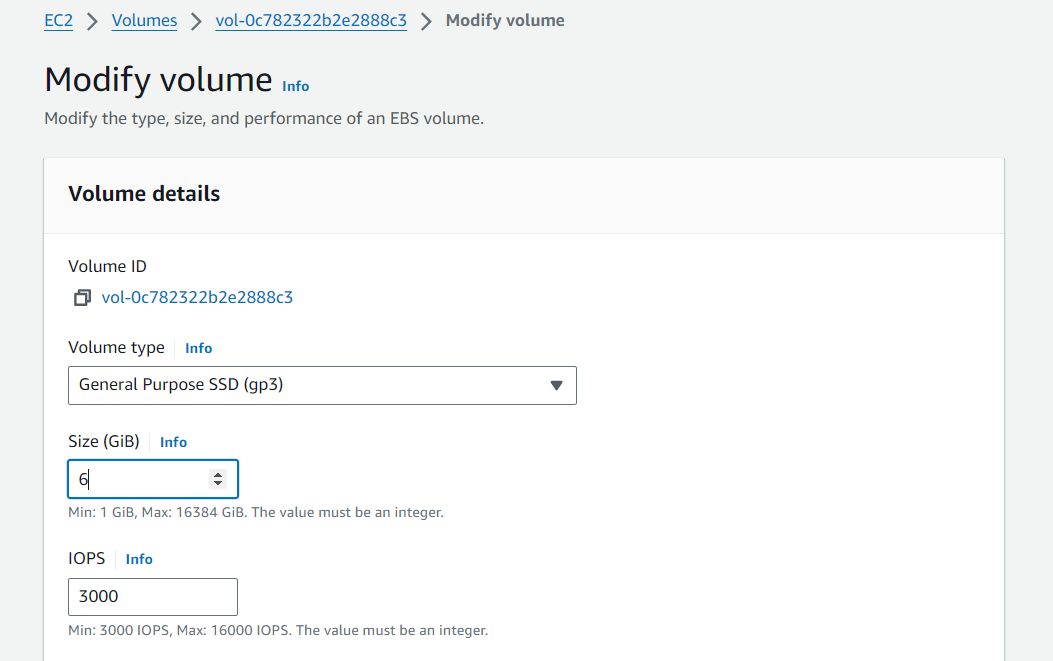 EC2 > Volumes > vol-0c782322b2e2888c3 > Modify volume
Modify volume Info
Modify the type, size, and performance of an EBS volume.
Volume details
Volume ID
vol-0c782322b2e2888c3
Volume type Info
General Purpose SSD (gp3)
Size (GiB) Info
6
Min: 1 GiB, Max: 16384 GiB. The value must be an integer.
IOPS Info
3000
Min: 3000 IOPS, Max: 16000 IOPS. The value must be an integer.